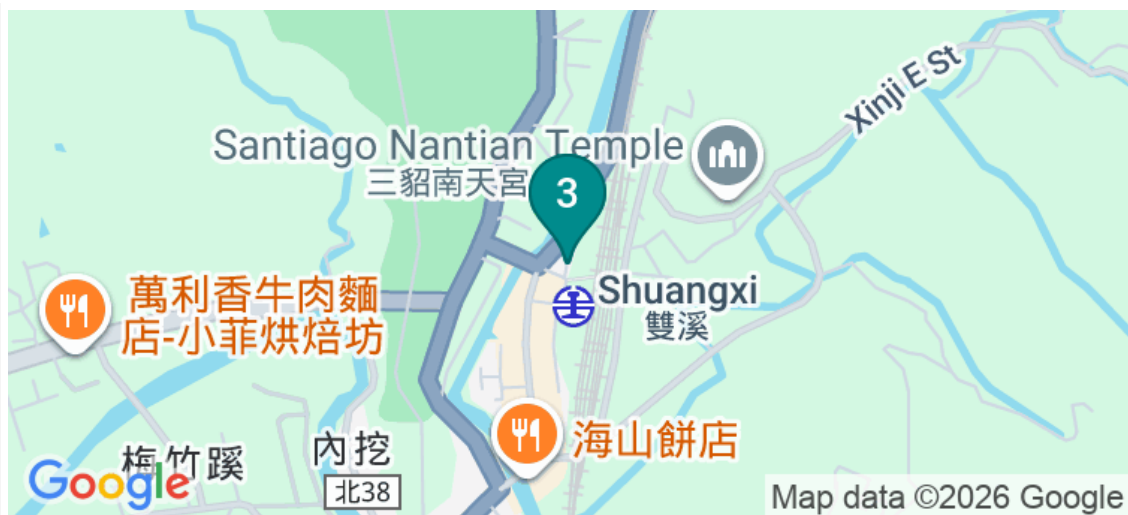 Xinji E St
Santiago Nantian Temple
三貂南天宮
3
Shuangxi
雙溪
萬利香牛肉麵
店-小菲烘焙坊
海山餅店
內挖
梅竹蹊
北38
Google
Map data ©2026 Google